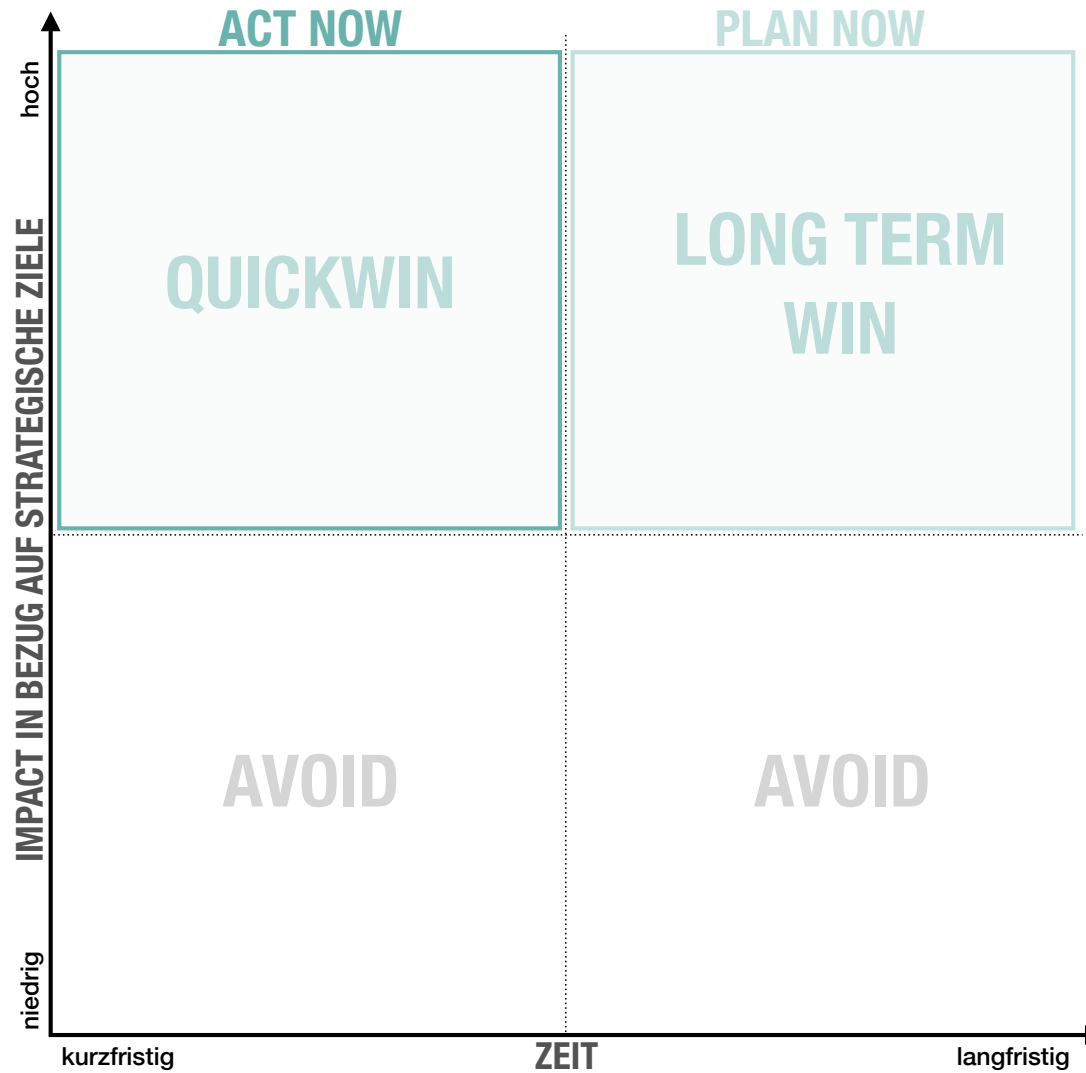 ACT NOW
PLAN NOW
hoch
QUICKWIN
LONG TERM
WIN
IMPACT IN BEZUG AUF STRATEGISCHE ZIELE
AVOID
AVOID
niedrig
kurzfristig
ZEIT
langfristig